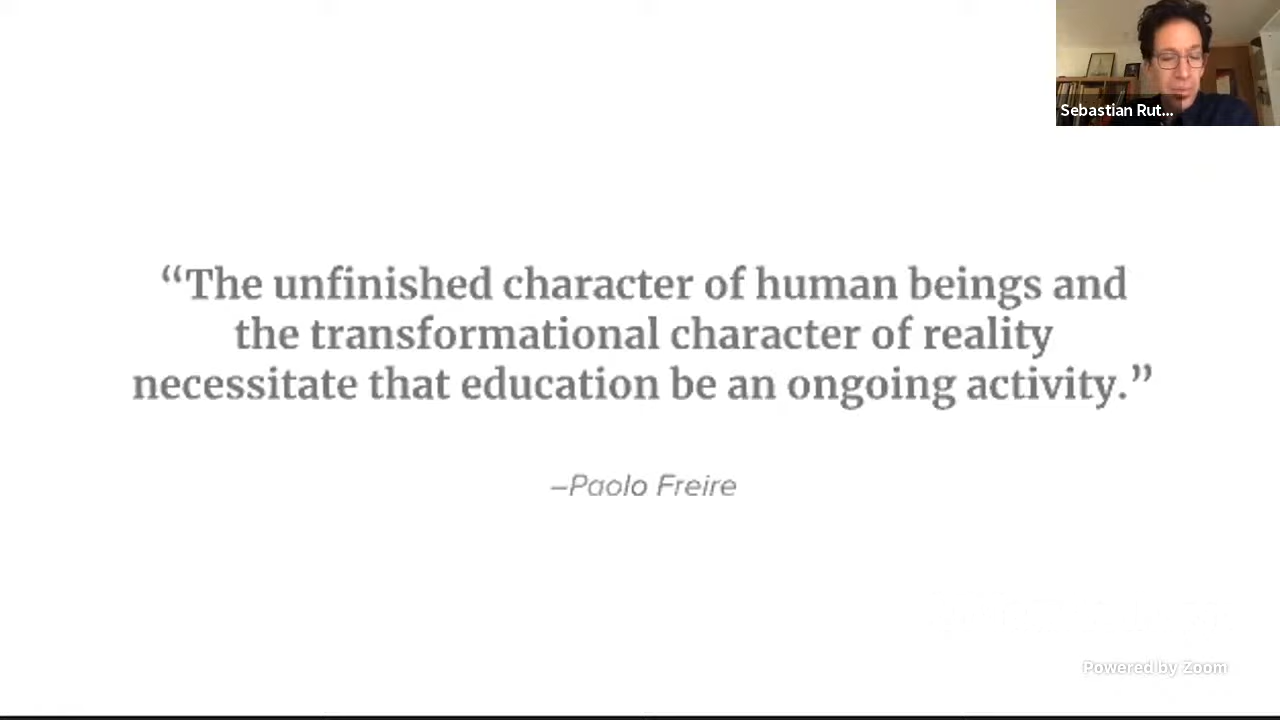 Sebastian Rut...
“The unfinished character of human beings and
the transformational character of reality
necessitate that education be an ongoing activity.”
–Paolo Freire
Powered by Zoom